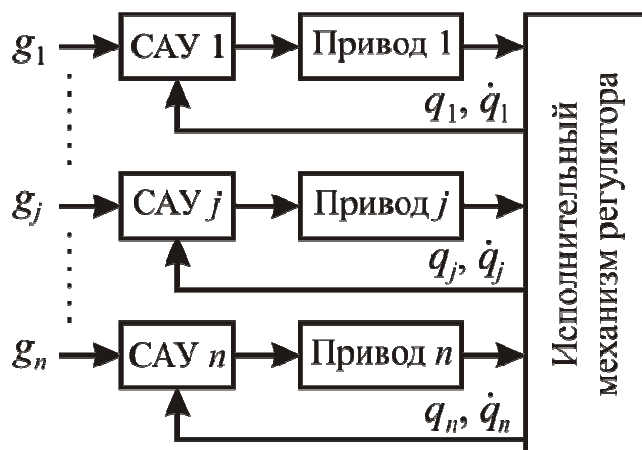 g₁
САУ 1
Привод 1
q₁, q̇₁
gⱼ
САУ j
Привод j
qⱼ, q̇ⱼ
gₙ
САУ n
Привод n
qₙ, q̇ₙ
Исполнительный
механизм регулятора